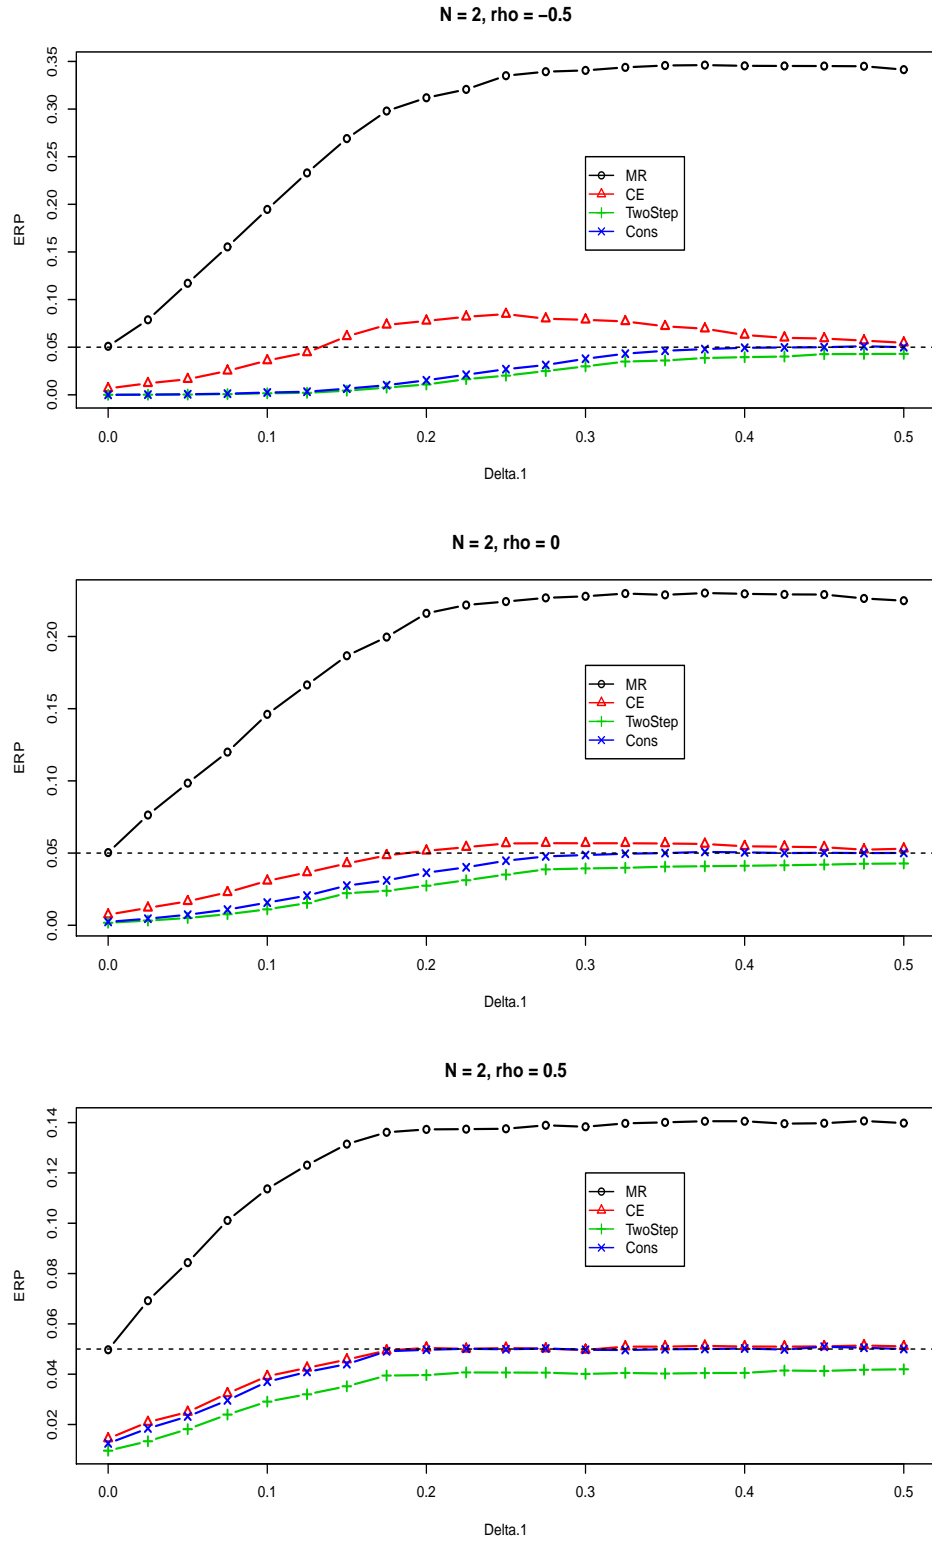 N = 2, rho = −0.5
ERP
0.35
0.30
0.25
0.20
0.15
0.10
0.05
0.00
MR
CE
TwoStep
Cons
0.0 0.1 0.2 0.3 0.4 0.5
Delta.1
N = 2, rho = 0
ERP
0.20
0.15
0.10
0.05
0.00
MR
CE
TwoStep
Cons
0.0 0.1 0.2 0.3 0.4 0.5
Delta.1
N = 2, rho = 0.5
ERP
0.14
0.12
0.10
0.08
0.06
0.04
0.02
MR
CE
TwoStep
Cons
0.0 0.1 0.2 0.3 0.4 0.5
Delta.1